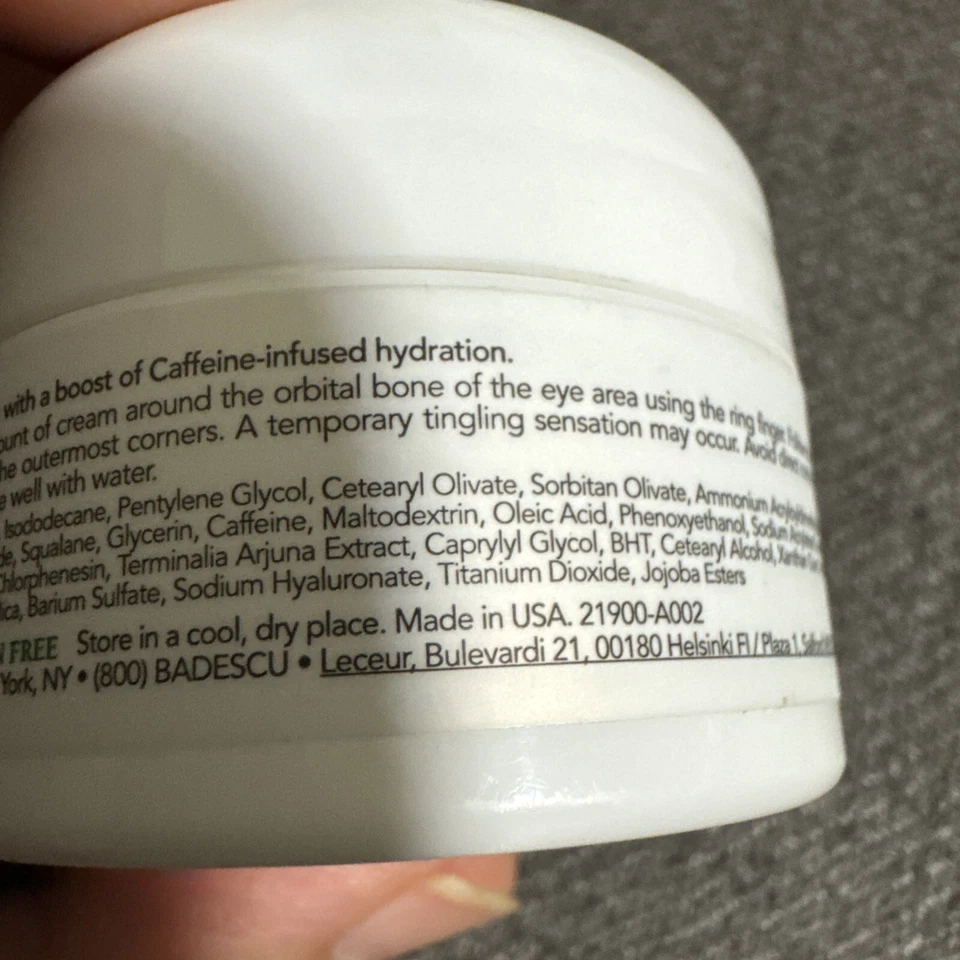 with a boost of Caffeine-infused hydration.
of cream around the orbital bone of the eye area using the ring finger.
outermost corners. A temporary tingling sensation may occur. Avoid
well with water.
Isododecane, Pentylene Glycol, Cetearyl Olivate, Sorbitan Olivate, Ammonium
Squalane, Glycerin, Caffeine, Maltodextrin, Oleic Acid, Phenoxyethanol, Sodium
Chlorphenesin, Terminalia Arjuna Extract, Caprylyl Glycol, BHT, Cetearyl Alcohol, Xanthan
Barium Sulfate, Sodium Hyaluronate, Titanium Dioxide, Jojoba Esters
FREE Store in a cool, dry place. Made in USA. 21900-A002
York, NY • (800) BADESCU • Leceur, Bulevardi 21, 00180 Helsinki FI / Plaza 1,